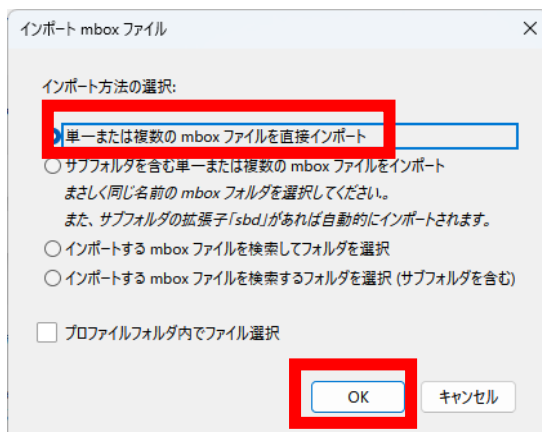 インポート mbox ファイル
インポート方法の選択:
単一または複数の mbox ファイルを直接インポート
サブフォルダを含む単一または複数の mbox ファイルをインポート
まさしく同じ名前の mbox フォルダを選択してください。
また、サブフォルダの拡張子「sbd」があれば自動的にインポートされます。
インポートする mbox ファイルを検索してフォルダを選択
インポートする mbox ファイルを検索するフォルダを選択 (サブフォルダを含む)
プロファイルフォルダ内でファイル選択
OK キャンセル